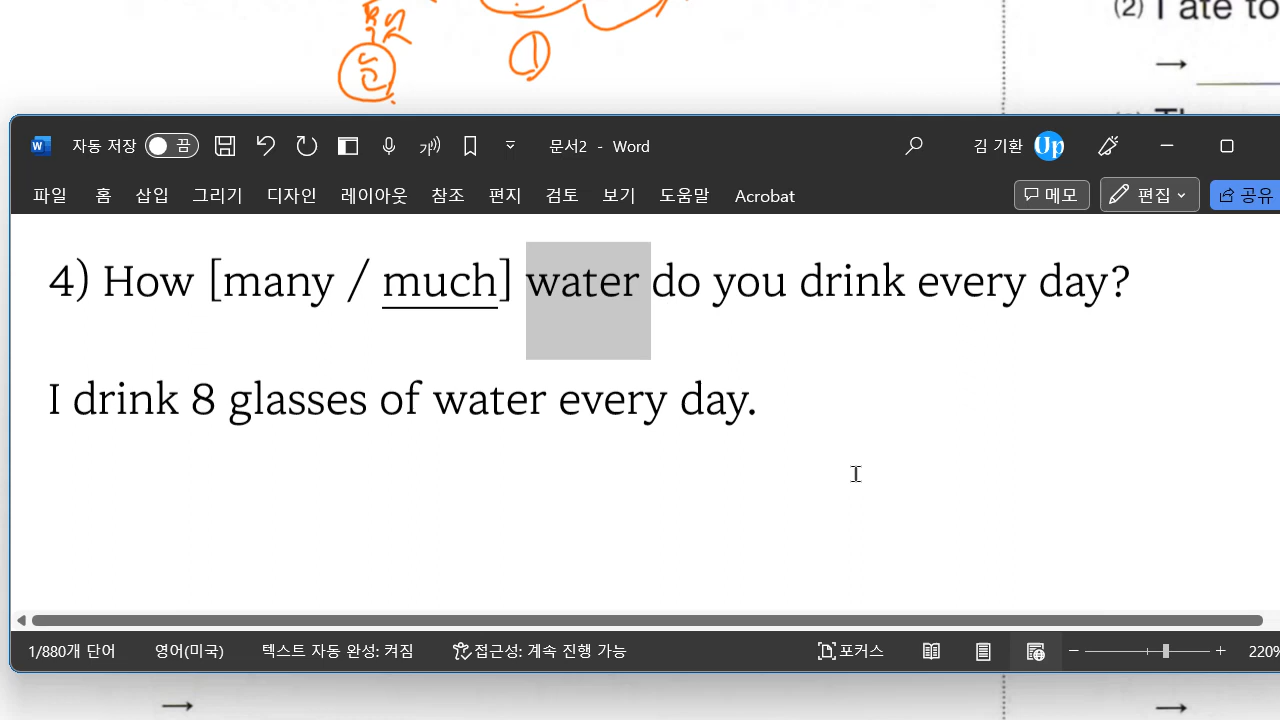 (2) I ate to
→
①
자동 저장 끔 가)) 문서2 - Word 김 기환 Up
파일 홈 삽입 그리기 디자인 레이아웃 참조 편지 검토 보기 도움말 Acrobat 메모 편집 공유
4) How [many / much] water do you drink every day?
I drink 8 glasses of water every day.
1/880개 단어 영어(미국) 텍스트 자동 완성: 켜짐 접근성: 계속 진행 가능 포커스 220%
→ →